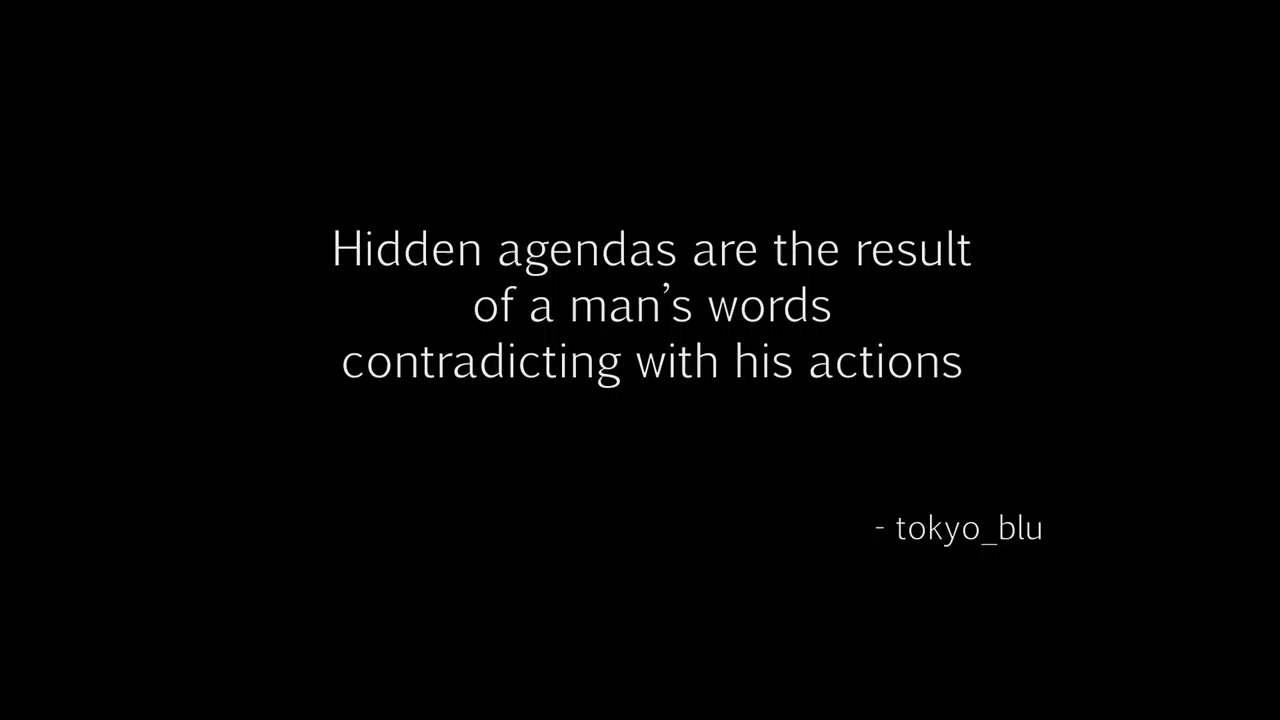 Hidden agendas are the result
of a man’s words
contradicting with his actions
- tokyo_blu